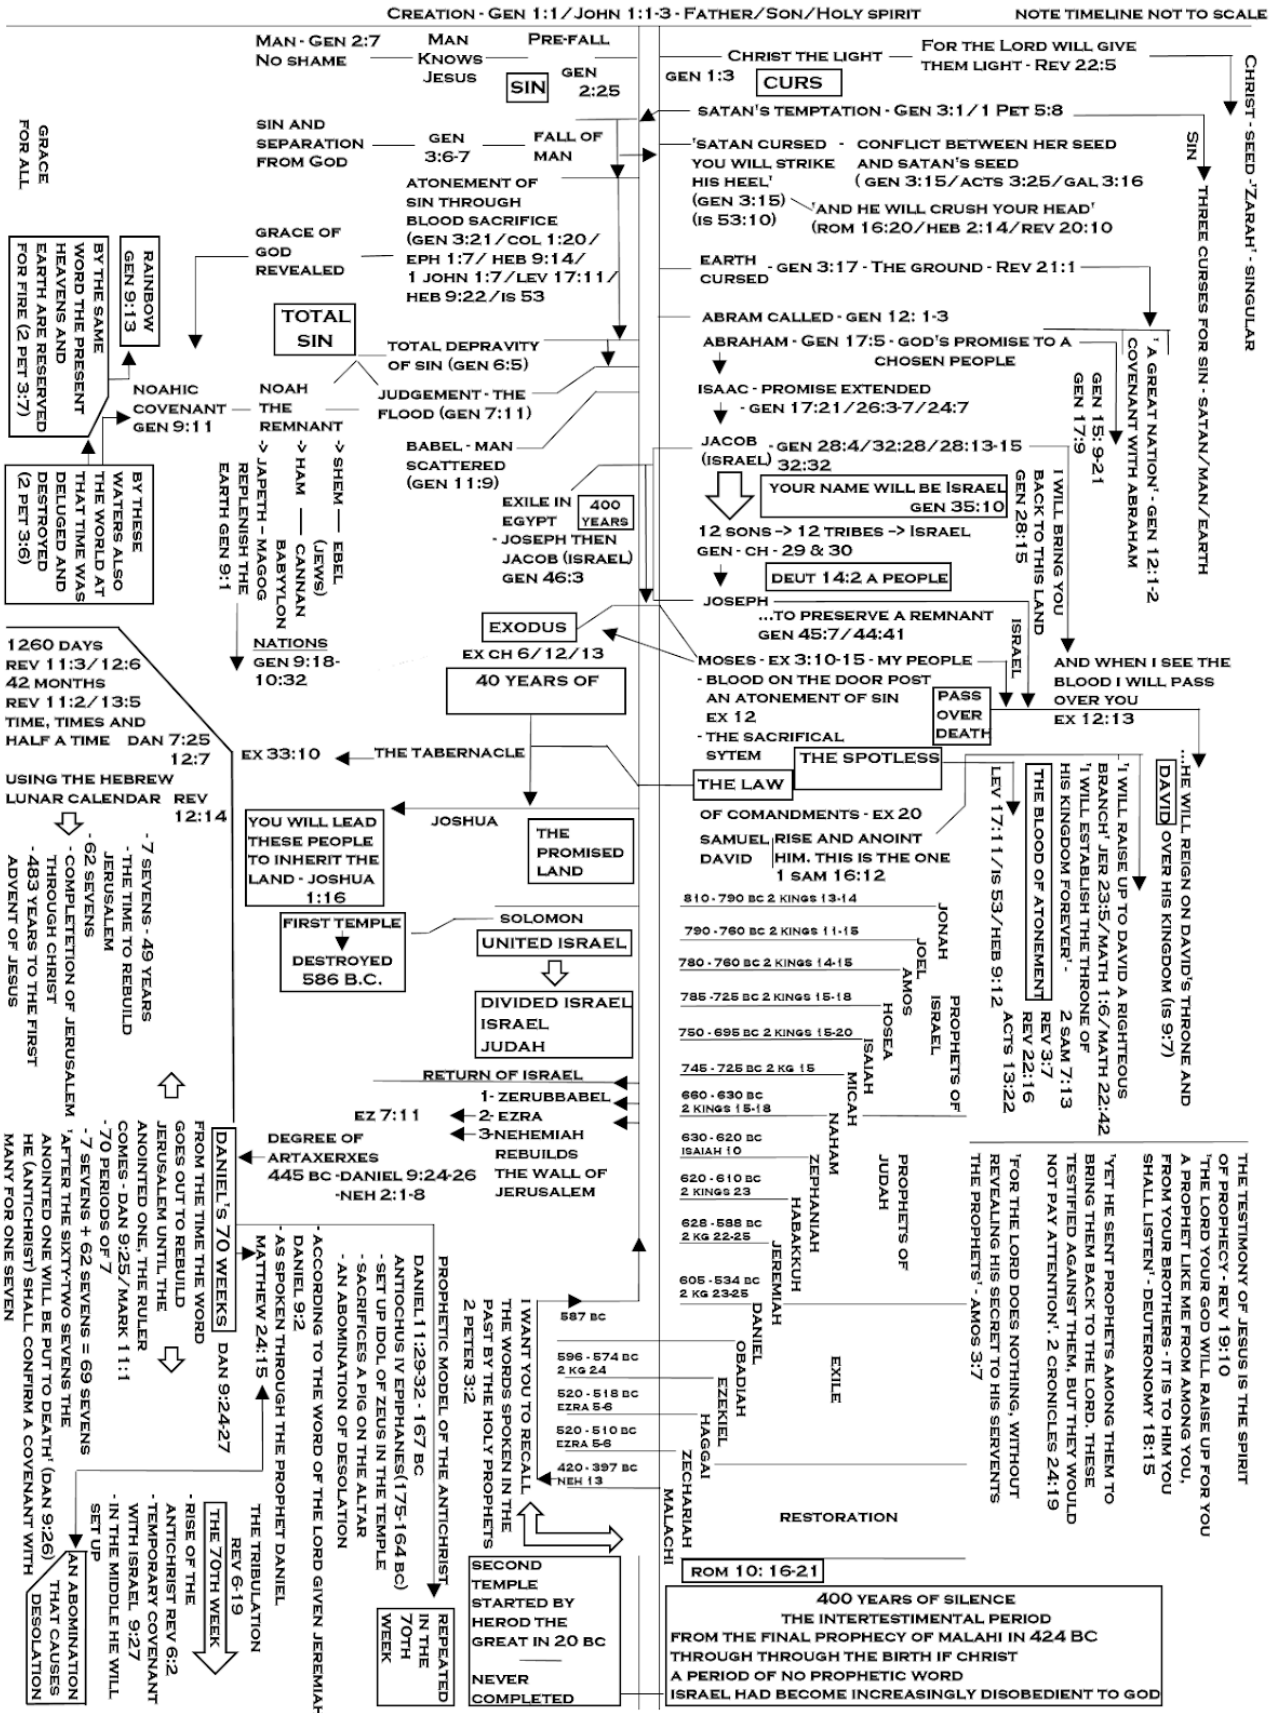 CREATION - GEN 1:1/JOHN 1:1-3 - FATHER/SON/HOLY SPIRIT
NOTE TIMELINE NOT TO SCALE
MAN - GEN 2:7
NO SHAME
MAN
KNOWS
JESUS
PRE-FALL
SIN
GEN
2:25
GEN 1:3
CHRIST THE LIGHT
CURS
FOR THE LORD WILL GIVE
THEM LIGHT - REV 22:5
CHRIST - SEED -'ZARAH' - SINGULAR
SATAN'S TEMPTATION - GEN 3:1/1 PET 5:8
SIN
THREE CURSES FOR SIN - SATAN/MAN/EARTH
GRACE
FOR ALL
SIN AND
SEPARATION
FROM GOD
GEN
3:6-7
FALL OF
MAN
'SATAN CURSED -
YOU WILL STRIKE
HIS HEEL'
(GEN 3:15)
(IS 53:10)
CONFLICT BETWEEN HER SEED
AND SATAN'S SEED
( GEN 3:15/ACTS 3:25/GAL 3:16
'AND HE WILL CRUSH YOUR HEAD'
(ROM 16:20/HEB 2:14/REV 20:10
ATONEMENT OF
SIN THROUGH
BLOOD SACRIFICE
(GEN 3:21/COL 1:20/
EPH 1:7/ HEB 9:14/
1 JOHN 1:7/LEV 17:11/
HEB 9:22/IS 53
GRACE OF
GOD
REVEALED
EARTH
CURSED
- GEN 3:17 - THE GROUND - REV 21:1
BY THE SAME
WORD THE PRESENT
HEAVENS AND
EARTH ARE RESERVED
FOR FIRE (2 PET 3:7)
RAINBOW
GEN 9:13
TOTAL
SIN
TOTAL DEPRAVITY
OF SIN (GEN 6:5)
ABRAM CALLED - GEN 12: 1-3
ABRAHAM - GEN 17:5 - GOD'S PROMISE TO A
CHOSEN PEOPLE
' A GREAT NATION' - GEN 12:1-2
COVENANT WITH ABRAHAM
GEN 15: 9-21
GEN 17:9
NOAHIC
COVENANT
GEN 9:11
NOAH
THE
REMNANT
JUDGEMENT - THE
FLOOD (GEN 7:11)
ISAAC - PROMISE EXTENDED
- GEN 17:21/26:3-7/24:7
BABEL - MAN
SCATTERED
(GEN 11:9)
JACOB
(ISRAEL)
- GEN 28:4/32:28/28:13-15
32:32
I WILL BRING YOU
BACK TO THIS LAND
GEN 28:15
-> SHEM — EBEL
(JEWS)
-> HAM — CANNAN
BABYYLON
-> JAPETH - MAGOG
REPLENISH THE
EARTH GEN 9:1
BY THESE
WATERS ALSO
THE WORLD AT
THAT TIME WAS
DELUGED AND
DESTROYED
(2 PET 3:6)
EXILE IN
EGYPT
- JOSEPH THEN
JACOB (ISRAEL)
GEN 46:3
400
YEARS
YOUR NAME WILL BE ISRAEL
GEN 35:10
12 SONS -> 12 TRIBES -> ISRAEL
GEN - CH - 29 & 30
DEUT 14:2 A PEOPLE
JOSEPH
...TO PRESERVE A REMNANT
GEN 45:7/44:41
ISRAEL
EXODUS
EX CH 6/12/13
NATIONS
GEN 9:18-
10:32
1260 DAYS
REV 11:3/12:6
42 MONTHS
REV 11:2/13:5
TIME, TIMES AND
HALF A TIME DAN 7:25
12:7
USING THE HEBREW
LUNAR CALENDAR REV
12:14
MOSES - EX 3:10-15 - MY PEOPLE
- BLOOD ON THE DOOR POST
AN ATONEMENT OF SIN
EX 12
- THE SACRIFICAL
SYTEM
AND WHEN I SEE THE
BLOOD I WILL PASS
OVER YOU
EX 12:13
PASS
OVER
DEATH
40 YEARS OF
EX 33:10
THE TABERNACLE
THE SPOTLESS
THE LAW
OF COMANDMENTS - EX 20
...HE WILL REIGN ON DAVID'S THRONE AND
DAVID OVER HIS KINGDOM (IS 9:7)
'I WILL RAISE UP TO DAVID A RIGHTEOUS
BRANCH' JER 23:5/MATH 1:6/MATH 22:42
'I WILL ESTABLISH THE THRONE OF
HIS KINGDOM FOREVER' -
2 SAM 7:13
THE BLOOD OF ATONEMENT
REV 3:7
REV 22:16
LEV 17:11/IS 53/HEB 9:12
ACTS 13:22
YOU WILL LEAD
THESE PEOPLE
TO INHERIT THE
LAND - JOSHUA
1:16
JOSHUA
THE
PROMISED
LAND
SAMUEL
DAVID
RISE AND ANOINT
HIM. THIS IS THE ONE
1 SAM 16:12
- 7 SEVENS - 49 YEARS
- THE TIME TO REBUILD
JERUSALEM
- 62 SEVENS
- COMPLETETION OF JERUSALEM
THROUGH CHRIST
- 483 YEARS TO THE FIRST
ADVENT OF JESUS
FIRST TEMPLE
DESTROYED
586 B.C.
SOLOMON
UNITED ISRAEL
DIVIDED ISRAEL
ISRAEL
JUDAH
810-790 BC 2 KINGS 13-14
JONAH
790-760 BC 2 KINGS 11-15
JOEL
780-760 BC 2 KINGS 14-15
AMOS
785-725 BC 2 KINGS 15-18
HOSEA
750-695 BC 2 KINGS 15-20
ISAIAH
745-725 BC 2 KG 15
MICAH
PROPHETS OF
ISRAEL
660-630 BC
2 KINGS 15-18
NAHAM
630-620 BC
ISAIAH 10
ZEPHANIAH
620-610 BC
2 KINGS 23
HABAKKUH
628-588 BC
2 KG 22-25
JEREMIAH
605-534 BC
2 KG 23-25
DANIEL
PROPHETS OF
JUDAH
RETURN OF ISRAEL
1- ZERUBBABEL
2- EZRA
3-NEHEMIAH
REBUILDS
THE WALL OF
JERUSALEM
EZ 7:11
DEGREE OF
ARTAXERXES
445 BC -DANIEL 9:24-26
-NEH 2:1-8
THE TESTIMONY OF JESUS IS THE SPIRIT
OF PROPHECY - REV 19:10
'THE LORD YOUR GOD WILL RAISE UP FOR YOU
A PROPHET LIKE ME FROM AMONG YOU,
FROM YOUR BROTHERS - IT IS TO HIM YOU
SHALL LISTEN' - DEUTERONOMY 18:15
'YET HE SENT PROPHETS AMONG THEM TO
BRING THEM BACK TO THE LORD. THESE
TESTIFIED AGAINST THEM, BUT THEY WOULD
NOT PAY ATTENTION'. 2 CRONICLES 24:19
'FOR THE LORD DOES NOTHING, WITHOUT
REVEALING HIS SECRET TO HIS SERVENTS
THE PROPHETS' - AMOS 3:7
DANIEL'S 70 WEEKS
DAN 9:24-27
FROM THE TIME THE WORD
GOES OUT TO REBUILD
JERUSALEM UNTIL THE
ANOINTED ONE, THE RULER
COMES - DAN 9:25/MARK 11:1
- 70 PERIODS OF 7
- 7 SEVENS + 62 SEVENS = 69 SEVENS
'AFTER THE SIXTY-TWO SEVENS THE
ANOINTED ONE WILL BE PUT TO DEATH' (DAN 9:26)
HE (ANTICHRIST) SHALL CONFIRM A COVENANT WITH
MANY FOR ONE SEVEN
PROPHETIC MODEL OF THE ANTICHRIST
DANIEL 11:29-32 - 167 BC
ANTIOCHUS IV EPIPHANES(175-164 BC)
- SET UP IDOL OF ZEUS IN THE TEMPLE
- SACRIFICES A PIG ON THE ALTAR
- AN ABOMINATION OF DESOLATION
- ACCORDING TO THE WORD OF THE LORD GIVEN JEREMIAH
DANIEL 9:2
- AS SPOKEN THROUGH THE PROPHET DANIEL
MATTHEW 24:15
I WANT YOU TO RECALL
THE WORDS SPOKEN IN THE
PAST BY THE HOLY PROPHETS
2 PETER 3:2
587 BC
OBADIAH
596-574 BC
2 KG 24
EZEKIEL
520-518 BC
EZRA 5-6
HAGGAI
520-510 BC
EZRA 5-6
ZECHARIAH
420-397 BC
NEH 13
MALACHI
EXILE
RESTORATION
THE TRIBULATION
REV 6-19
THE 70TH WEEK
- RISE OF THE
ANTICHRIST REV 6:2
- TEMPORARY COVENANT
WITH ISRAEL 9:27
- IN THE MIDDLE HE WILL
SET UP
AN ABOMINATION
THAT CAUSES
DESOLATION
REPEATED
IN THE
70TH
WEEK
SECOND
TEMPLE
STARTED BY
HEROD THE
GREAT IN 20 BC
NEVER
COMPLETED
ROM 10: 16-21
400 YEARS OF SILENCE
THE INTERTESTIMENTAL PERIOD
FROM THE FINAL PROPHECY OF MALAHI IN 424 BC
THROUGH THROUGH THE BIRTH IF CHRIST
A PERIOD OF NO PROPHETIC WORD
ISRAEL HAD BECOME INCREASINGLY DISOBEDIENT TO GOD